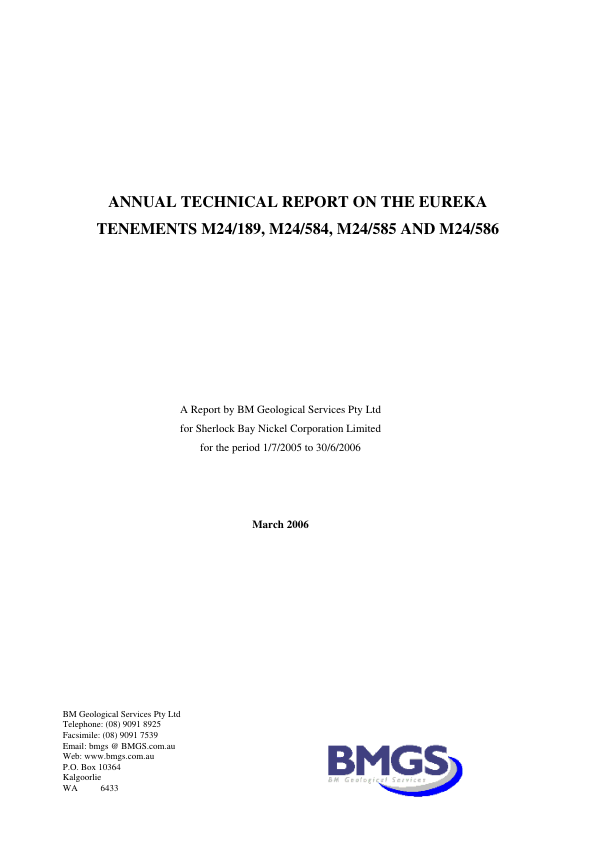 ANNUAL TECHNICAL REPORT ON THE EUREKA
TENEMENTS M24/189, M24/584, M24/585 AND M24/586
A Report by BM Geological Services Pty Ltd
for Sherlock Bay Nickel Corporation Limited
for the period 1/7/2005 to 30/6/2006
March 2006
BM Geological Services Pty Ltd
Telephone: (08) 9091 8925
Facsimile: (08) 9091 7539
Email: bmgs @ BMGS.com.au
Web: www.bmgs.com.au
P.O. Box 10364
Kalgoorlie
WA 6433
BMGS
BM Geological Services